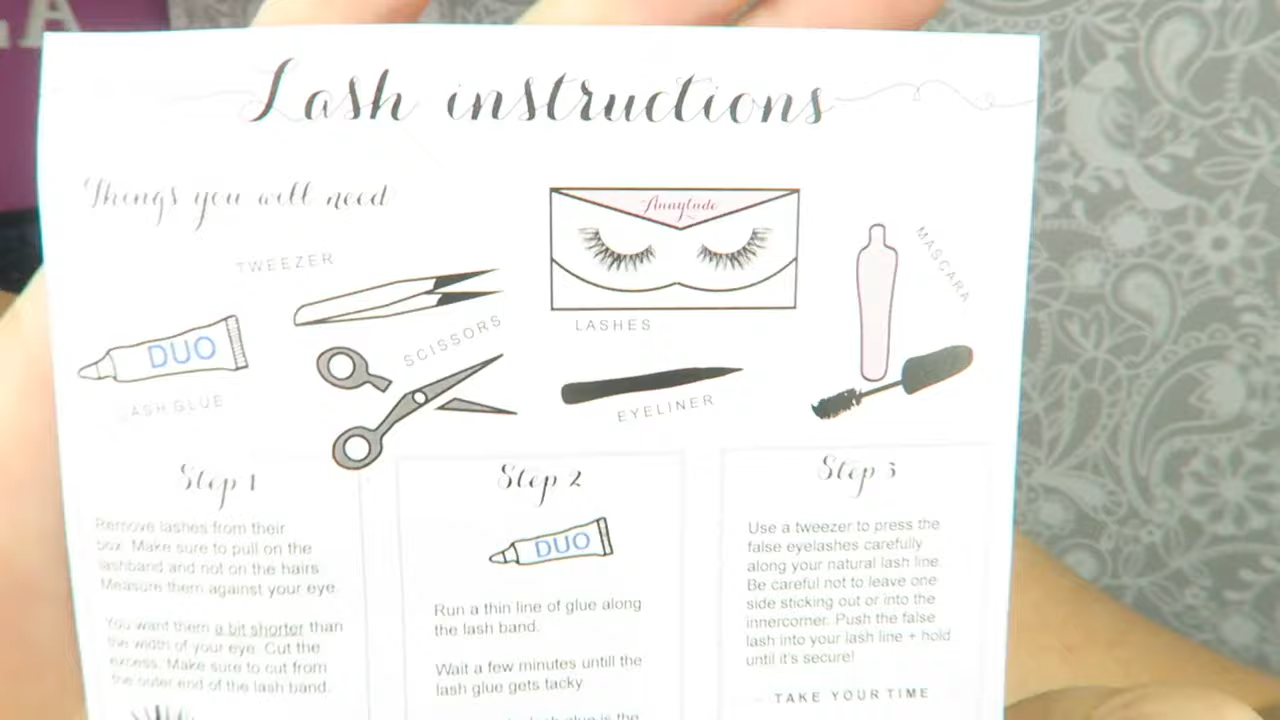 LA
Lash instructions
Things you will need
Anaylude
TWEEZER
MASCARA
SCISSORS
LASHES
DUO
LASH GLUE
EYELINER
Step 1
Remove lashes from their
box. Make sure to pull on the
lashband and not on the hairs.
Measure them against your eye.
You want them a bit shorter than
the width of your eye. Cut the
excess. Make sure to cut from
the outer end of the lash band.
Step 2
DUO
Run a thin line of glue along
the lash band.
Wait a few minutes untill the
lash glue gets tacky
lash glue is the
Step 3
Use a tweezer to press the
false eyelashes carefully
along your natural lash line.
Be careful not to leave one
side sticking out or into the
innercorner. Push the false
lash into your lash line + hold
until it's secure!
- TAKE YOUR TIME